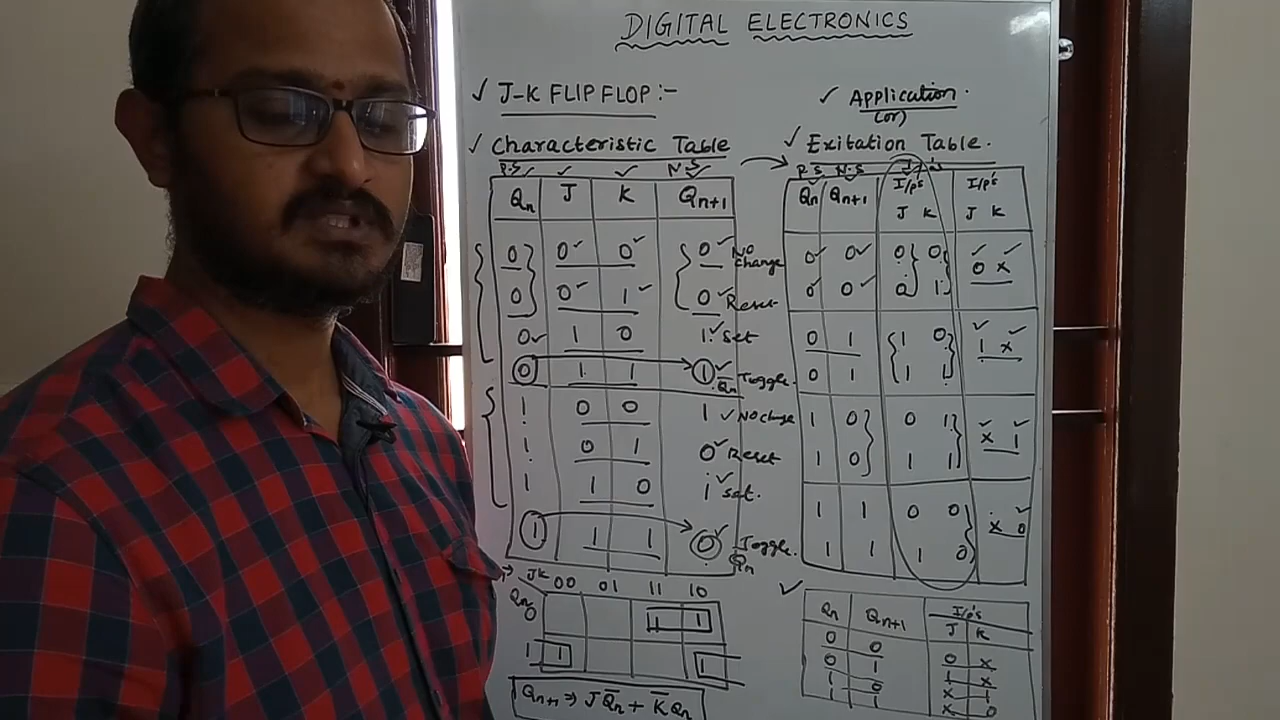 DIGITAL ELECTRONICS
✓ J-K FLIP FLOP :-
✓ Characteristic Table
P.S ✓ ✓ ✓ N.S ✓
Qn J K Qn+1
0 0✓ 0✓ 0✓ No change
0 0✓ 1✓ 0✓ Reset
0✓ 1 0 1✓ Set
0 1 1 1✓ Q̅n Toggle.
1 0 0 1 ✓ No change
1 0 1 0✓ Reset
1 1 0 1✓ set.
1 1 1 0✓ Q̅n Toggle.
JK 00 01 11 10
Qn
0 1 1
1 1 1
Qn+1 ⇒ JQ̅n + K̅Qn
✓ Application.
(or)
✓ Exitation Table.
P.S N.S
Qn Qn+1 I/p's I/p's
J K J K
0✓ 0✓ 0 0 0 x
0✓ 0✓ 0 1
0 1 1 0 1 x
0 1 1 1
1 0 0 1 x 1
1 0 1 1
1 1 0 0 x 0
1 1 1 0
✓
Qn Qn+1 I/p's
J K
0 0 0 x
0 1 1 x
1 0 x 1
1 1 x 0